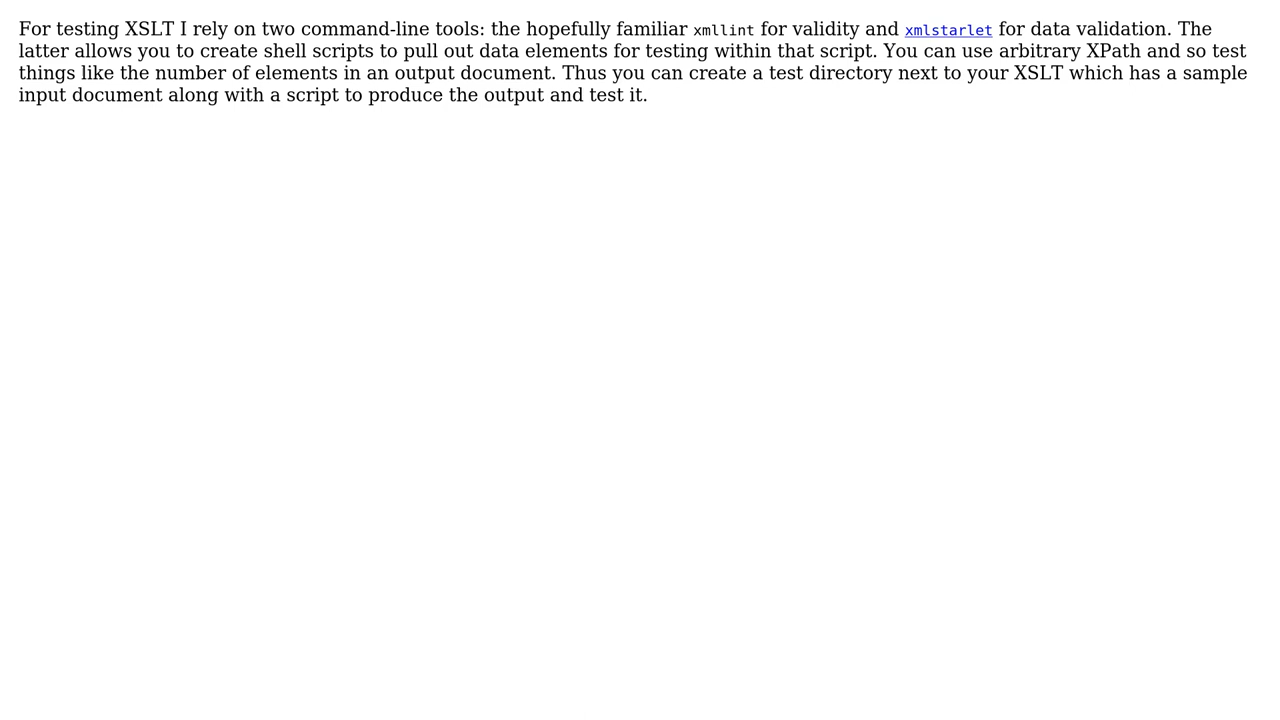 For testing XSLT I rely on two command-line tools: the hopefully familiar xmllint for validity and xmlstarlet for data validation. The
latter allows you to create shell scripts to pull out data elements for testing within that script. You can use arbitrary XPath and so test
things like the number of elements in an output document. Thus you can create a test directory next to your XSLT which has a sample
input document along with a script to produce the output and test it.